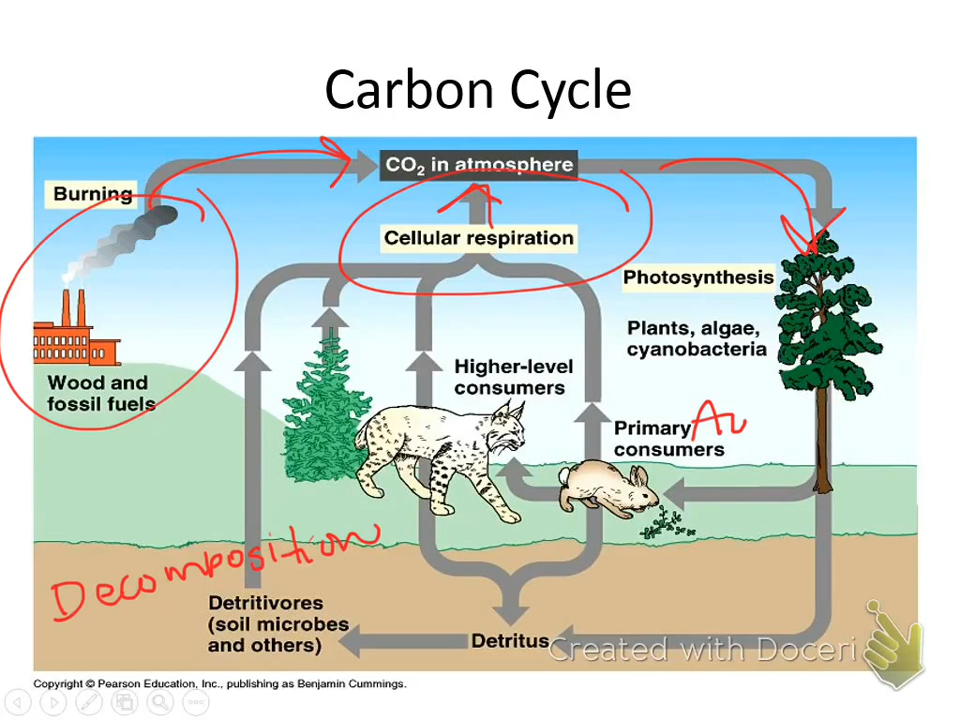 Carbon Cycle
CO2 in atmosphere
Burning
Cellular respiration
Photosynthesis
Plants, algae,
cyanobacteria
Higher-level
consumers
Wood and
fossil fuels
Primary Au
consumers
Decomposition
Detritivores
(soil microbes
and others)
Detritus
Created with Doceri
Copyright © Pearson Education, Inc., publishing as Benjamin Cummings.